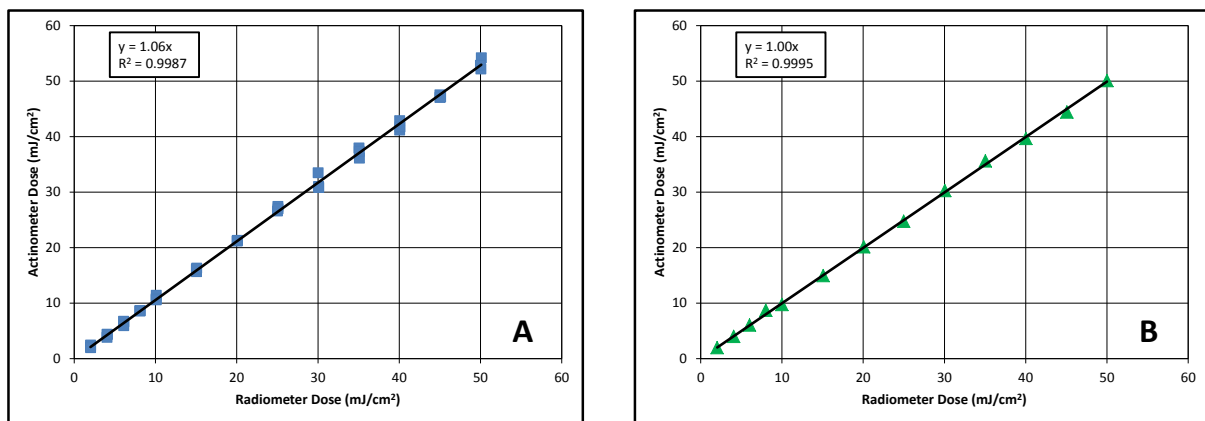 y = 1.06x
R² = 0.9987
60
50
40
30
20
10
0
Actinometer Dose (mJ/cm²)
0 10 20 30 40 50 60
Radiometer Dose (mJ/cm²)
A
y = 1.00x
R² = 0.9995
60
50
40
30
20
10
0
Actinometer Dose (mJ/cm²)
0 10 20 30 40 50 60
Radiometer Dose (mJ/cm²)
B